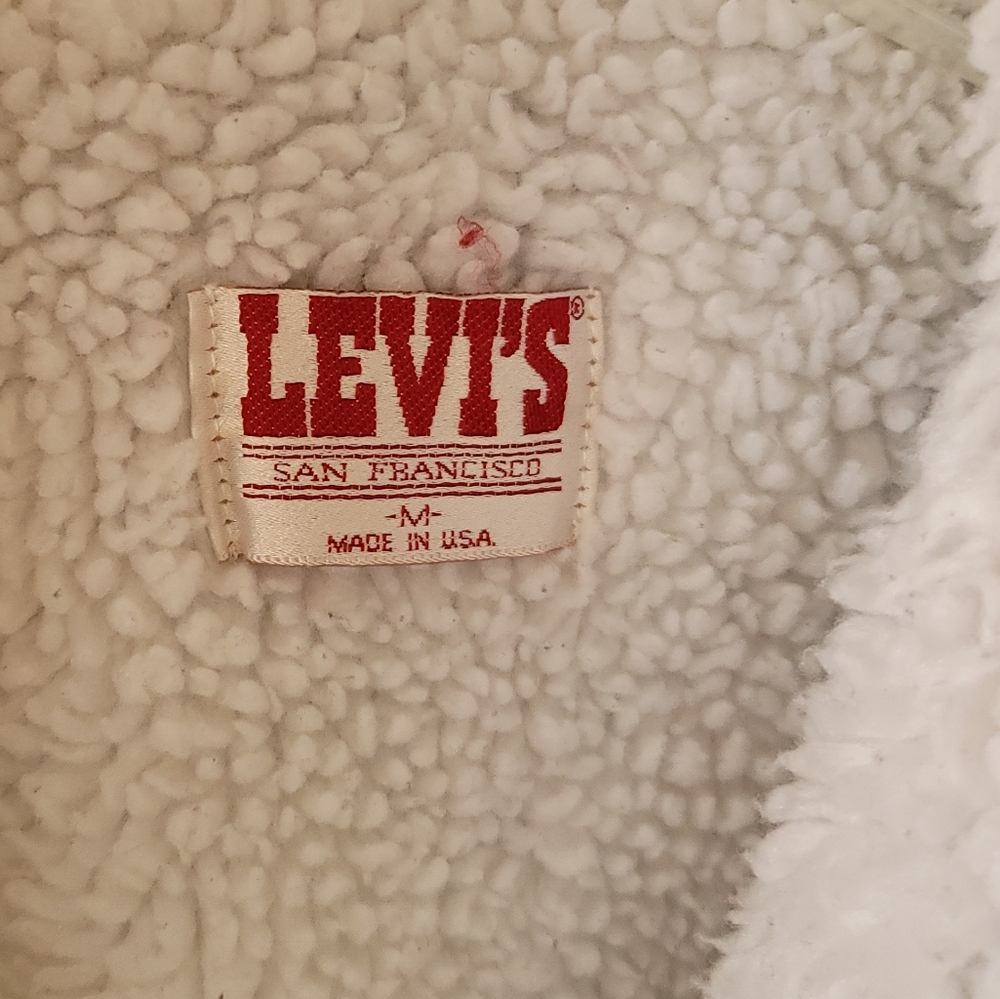 LEVI'S®
SAN FRANCISCO
-M-
MADE IN U.S.A.